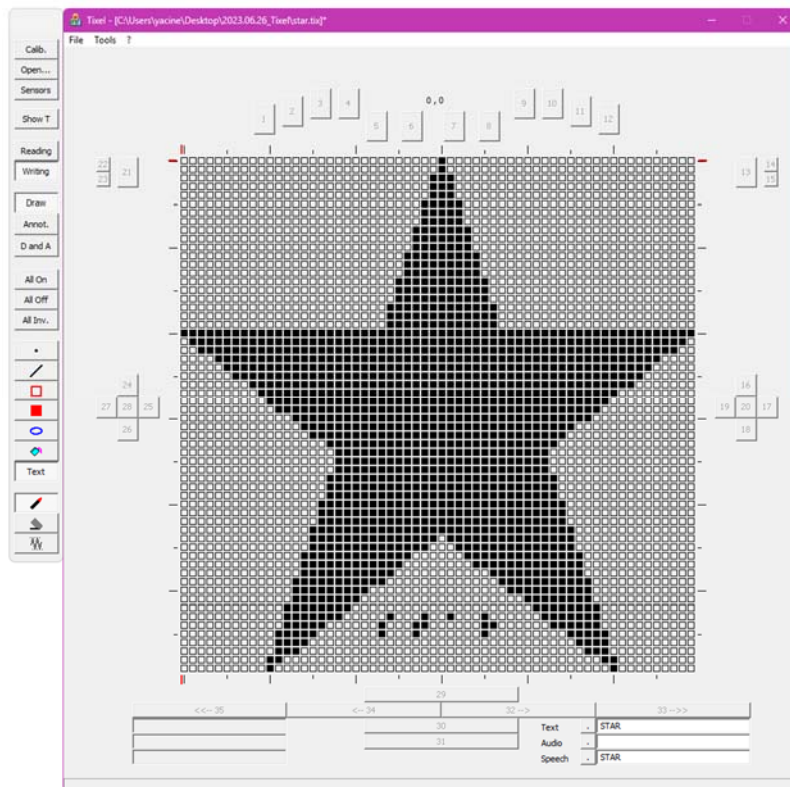 Tixel - [C:\Users\yacine\Desktop\2023.06.26_Tixel\star.tix]*
File Tools ?
Calib.
Open...
Sensors
Show T
Reading
Writing
Draw
Annot.
D and A
All On
All Off
All Inv.
Text
0,0
1 2 3 4 5 6 7 8 9 10 11 12
22 21 23
13 14 15
24
27 28 25
26
16
19 20 17
18
29
<<-- 35 <- 34 32 --> 33 -->>
30
31
Text . STAR
Audio .
Speech . STAR
⠎⠞⠁⠗